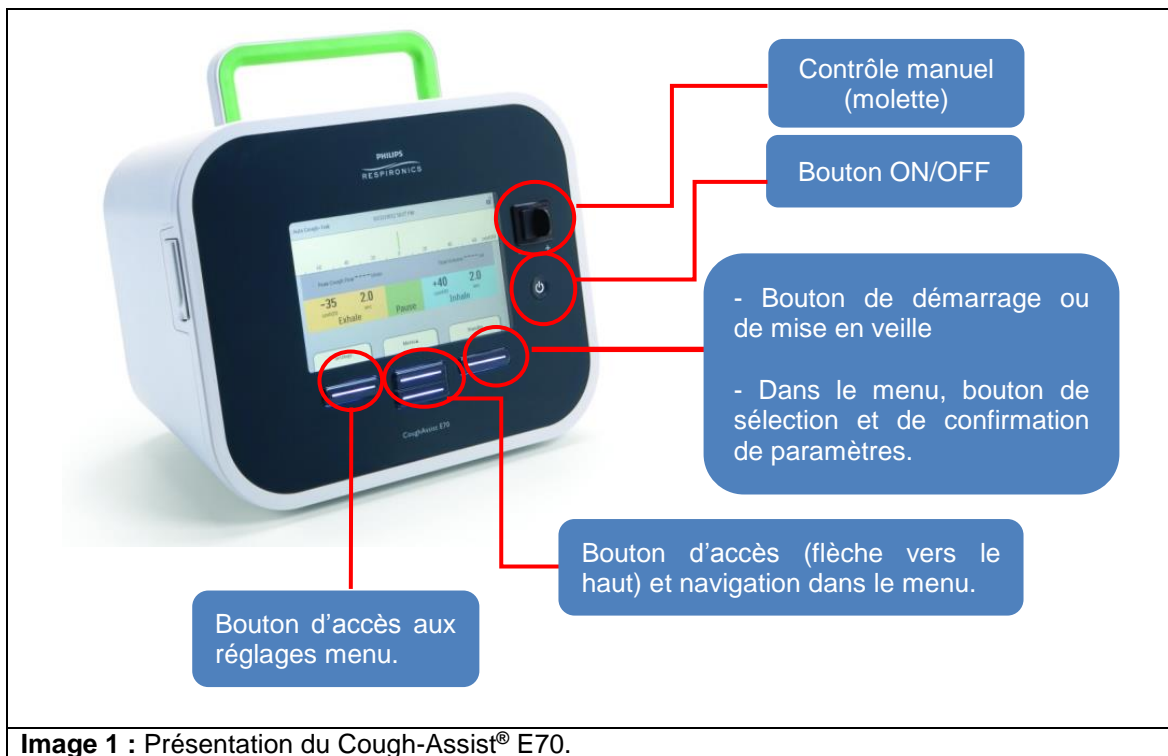 Contrôle manuel
(molette)
Bouton ON/OFF
- Bouton de démarrage ou
de mise en veille
- Dans le menu, bouton de
sélection et de confirmation
de paramètres.
Bouton d'accès (flèche vers le
haut) et navigation dans le menu.
Bouton d'accès aux
réglages menu.
PHILIPS
RESPIRONICS
-35 2.0
+40 2.0
Exhale Pause Inhale
CoughAssist E70
Image 1 : Présentation du Cough-Assist® E70.